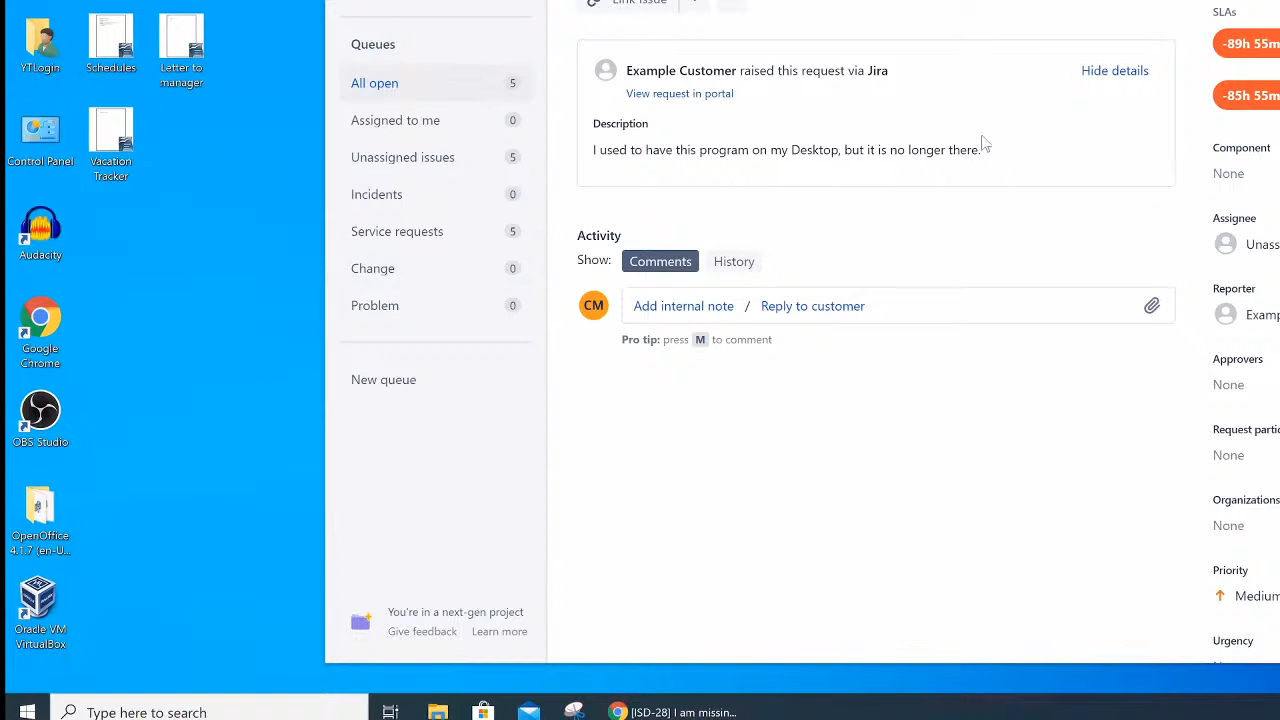 YTLogin
Schedules
Letter to
manager
Control Panel
Vacation
Tracker
Audacity
Google
Chrome
OBS Studio
OpenOffice
4.1.7 (en-U...
Oracle VM
VirtualBox
Queues
All open 5
Assigned to me 0
Unassigned issues 5
Incidents 0
Service requests 5
Change 0
Problem 0
New queue
You're in a next-gen project
Give feedback Learn more
Link issue
Example Customer raised this request via Jira
Hide details
View request in portal
Description
I used to have this program on my Desktop, but it is no longer there.
Activity
Show: Comments History
CM Add internal note / Reply to customer
Pro tip: press M to comment
SLAs
-89h 55m
-85h 55m
Component
None
Assignee
Unass
Reporter
Examp
Approvers
None
Request partic
None
Organizations
None
Priority
Medium
Urgency
Type here to search
[ISD-28] I am missin...